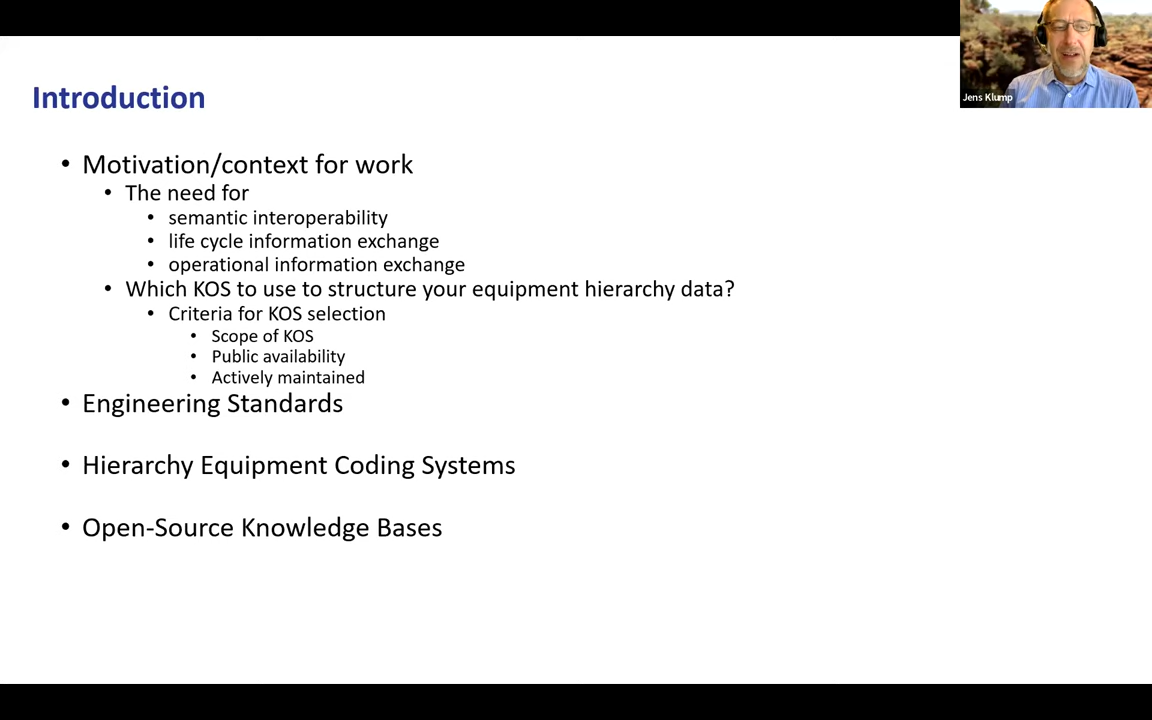 Jens Klump
Introduction
• Motivation/context for work
• The need for
• semantic interoperability
• life cycle information exchange
• operational information exchange
• Which KOS to use to structure your equipment hierarchy data?
• Criteria for KOS selection
• Scope of KOS
• Public availability
• Actively maintained
• Engineering Standards
• Hierarchy Equipment Coding Systems
• Open-Source Knowledge Bases